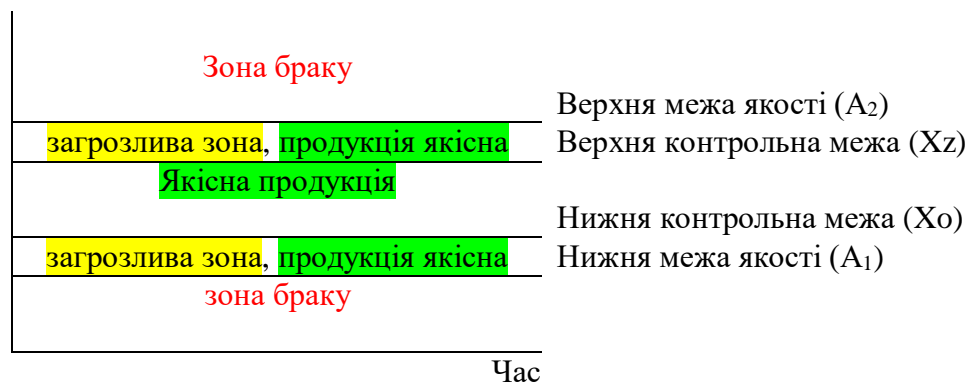 Зона браку
Верхня межа якості (A₂)
загрозлива зона, продукція якісна
Верхня контрольна межа (Xz)
Якісна продукція
Нижня контрольна межа (Xo)
загрозлива зона, продукція якісна
Нижня межа якості (A₁)
зона браку
Час